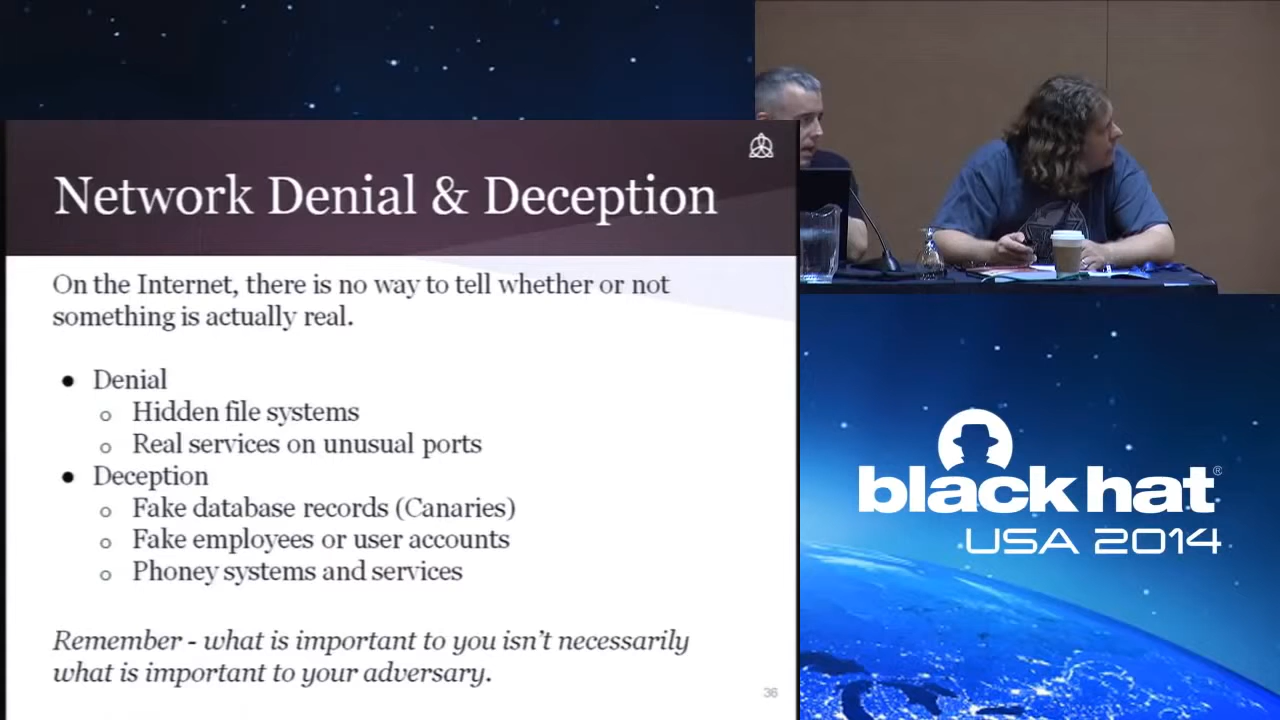 Network Denial & Deception
On the Internet, there is no way to tell whether or not
something is actually real.
● Denial
o Hidden file systems
o Real services on unusual ports
● Deception
o Fake database records (Canaries)
o Fake employees or user accounts
o Phoney systems and services
Remember - what is important to you isn't necessarily
what is important to your adversary.
36
black hat®
USA 2014